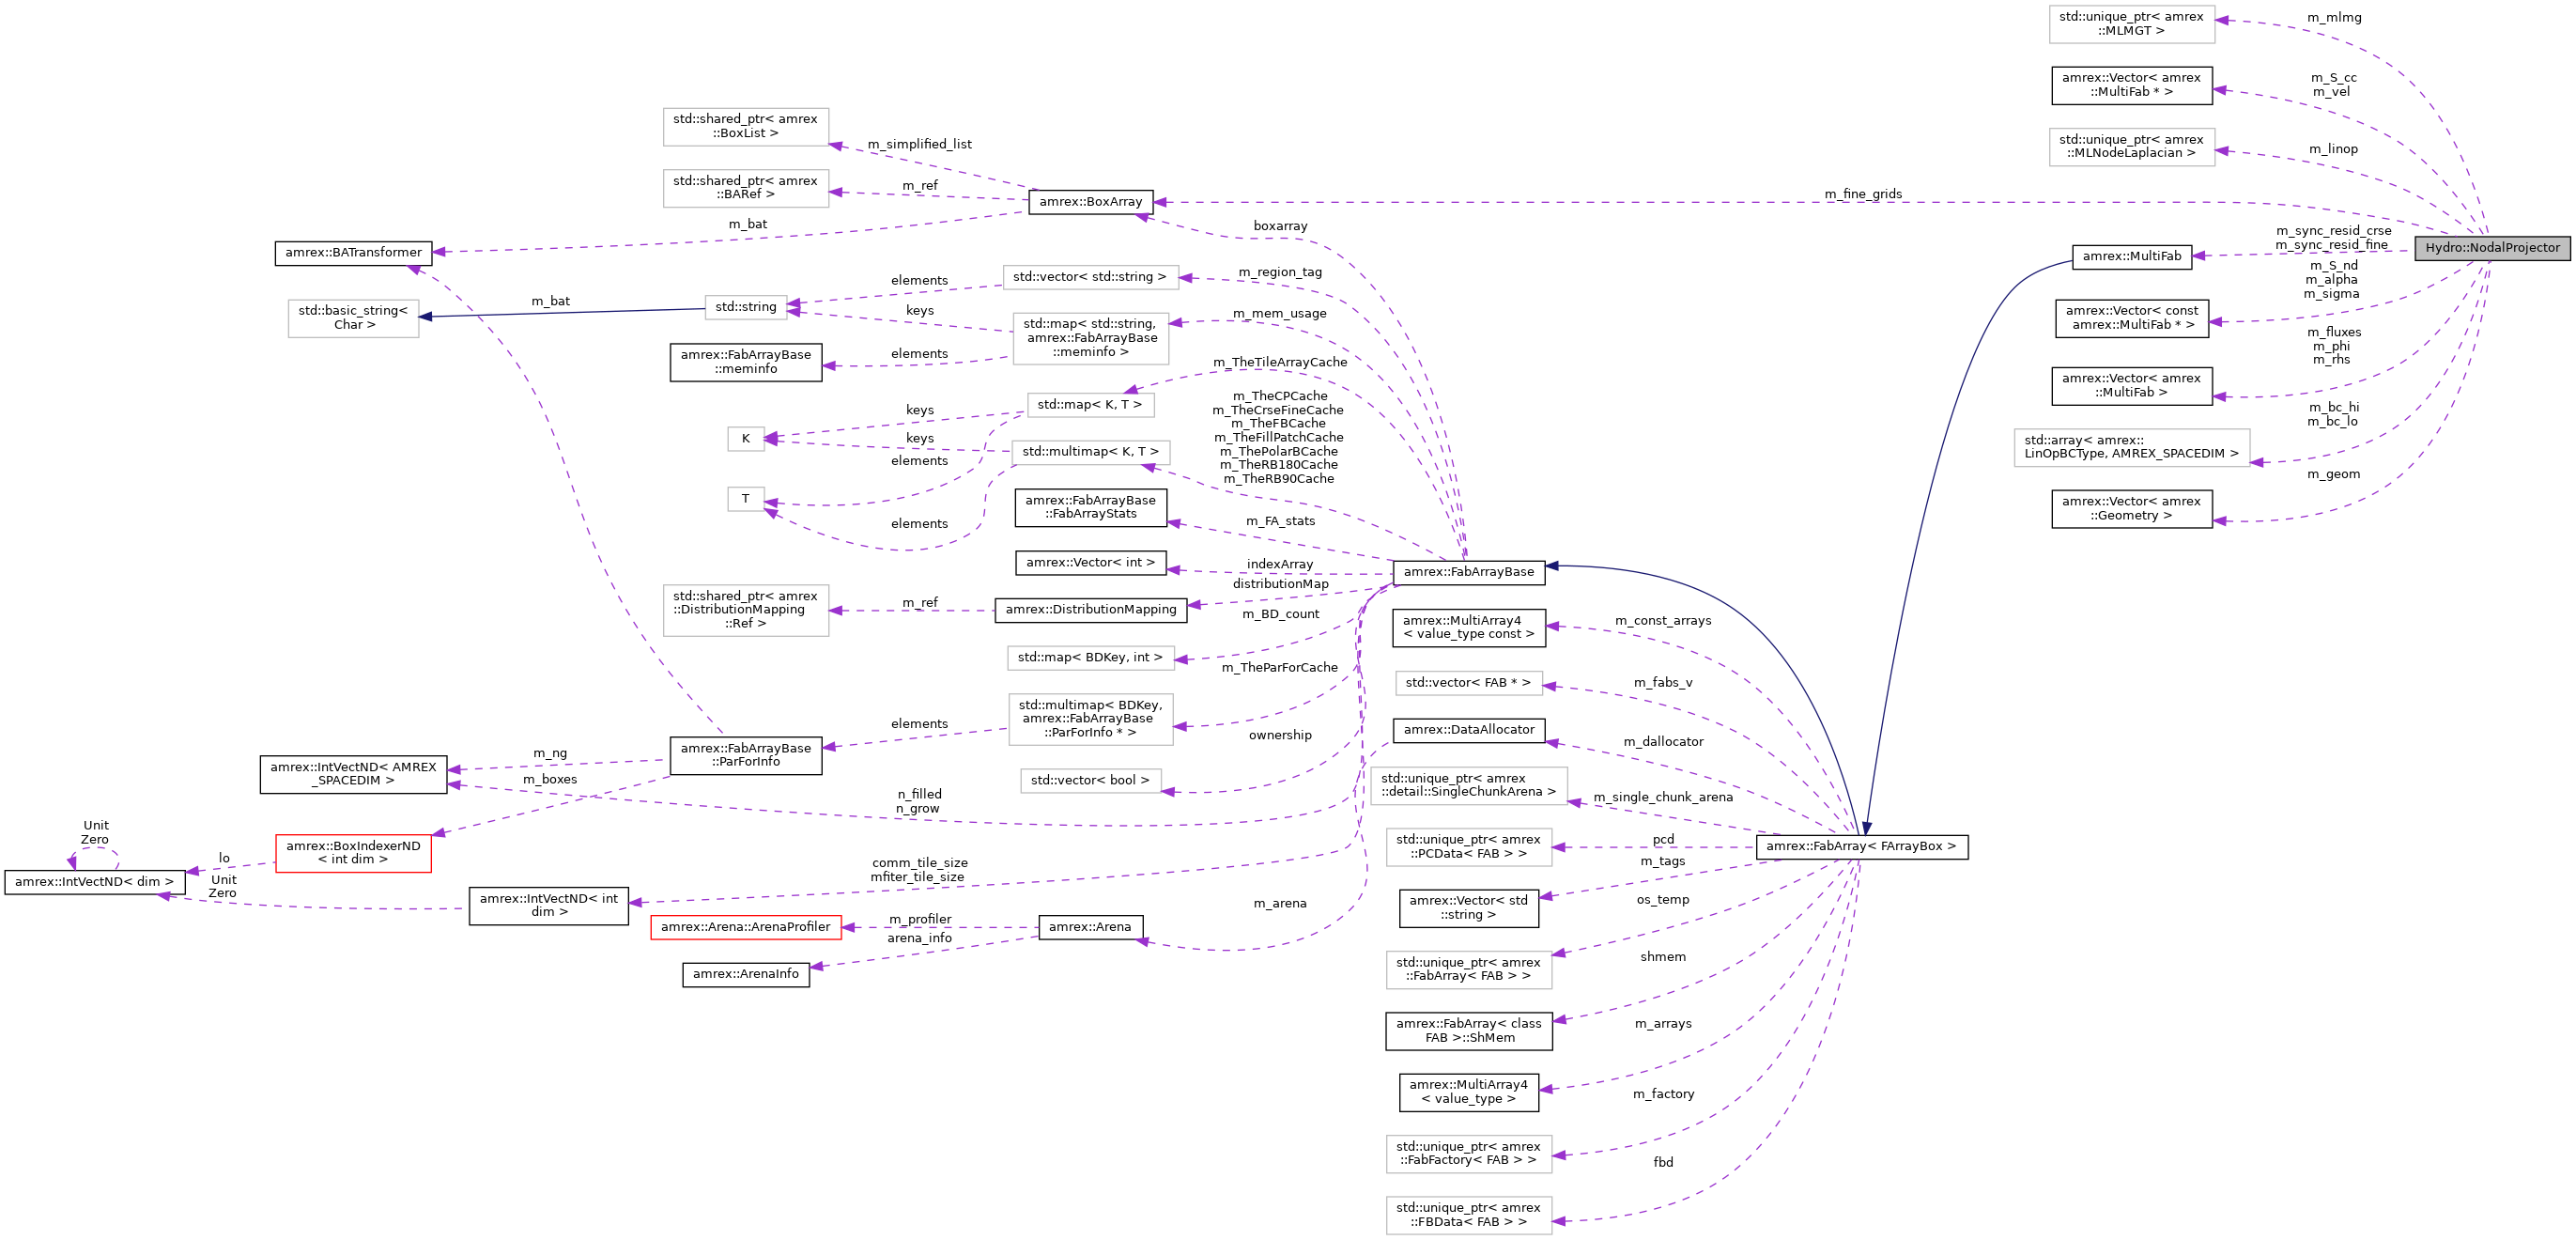 std::unique_ptr< amrex
::MLMGT >
m_mlmg
amrex::Vector< amrex
::MultiFab * >
m_S_cc
m_vel
std::unique_ptr< amrex
::MLNodeLaplacian >
m_linop
m_fine_grids
Hydro::NodalProjector
m_sync_resid_crse
m_sync_resid_fine
amrex::MultiFab
m_S_nd
m_alpha
m_sigma
amrex::Vector< const
amrex::MultiFab * >
m_fluxes
m_phi
m_rhs
amrex::Vector< amrex
::MultiFab >
m_bc_hi
m_bc_lo
std::array< amrex::
LinOpBCType, AMREX_SPACEDIM >
m_geom
amrex::Vector< amrex
::Geometry >
std::shared_ptr< amrex
::BoxList >
m_simplified_list
std::shared_ptr< amrex
::BARef >
m_ref
amrex::BoxArray
m_bat
amrex::BATransformer
boxarray
std::vector< std::string >
m_region_tag
elements
std::string
m_bat
std::basic_string<
Char >
keys
std::map< std::string,
amrex::FabArrayBase
::meminfo >
m_mem_usage
elements
amrex::FabArrayBase
::meminfo
m_TheTileArrayCache
std::map< K, T >
keys
K
keys
std::multimap< K, T >
elements
T
elements
m_TheCPCache
m_TheCrseFineCache
m_TheFBCache
m_TheFillPatchCache
m_ThePolarBCache
m_TheRB180Cache
m_TheRB90Cache
amrex::FabArrayBase
::FabArrayStats
m_FA_stats
amrex::Vector< int >
indexArray
amrex::FabArrayBase
distributionMap
amrex::DistributionMapping
m_ref
std::shared_ptr< amrex
::DistributionMapping
::Ref >
m_BD_count
std::map< BDKey, int >
m_TheParForCache
std::multimap< BDKey,
amrex::FabArrayBase
::ParForInfo * >
elements
amrex::FabArrayBase
::ParForInfo
ownership
std::vector< bool >
m_ng
amrex::IntVectND< AMREX
_SPACEDIM >
m_boxes
n_filled
n_grow
amrex::BoxIndexerND
< int dim >
Unit
Zero
lo
amrex::IntVectND< dim >
Unit
Zero
amrex::IntVectND< int
dim >
comm_tile_size
mfiter_tile_size
amrex::Arena::ArenaProfiler
m_profiler
amrex::Arena
m_arena
arena_info
amrex::ArenaInfo
amrex::MultiArray4
< value_type const >
m_const_arrays
std::vector< FAB * >
m_fabs_v
amrex::DataAllocator
m_dallocator
std::unique_ptr< amrex
::detail::SingleChunkArena >
m_single_chunk_arena
std::unique_ptr< amrex
::PCData< FAB > >
pcd
amrex::FabArray< FArrayBox >
m_tags
amrex::Vector< std
::string >
os_temp
std::unique_ptr< amrex
::FabArray< FAB > >
shmem
amrex::FabArray< class
FAB >::ShMem
m_arrays
amrex::MultiArray4
< value_type >
m_factory
std::unique_ptr< amrex
::FabFactory< FAB > >
fbd
std::unique_ptr< amrex
::FBData< FAB > >